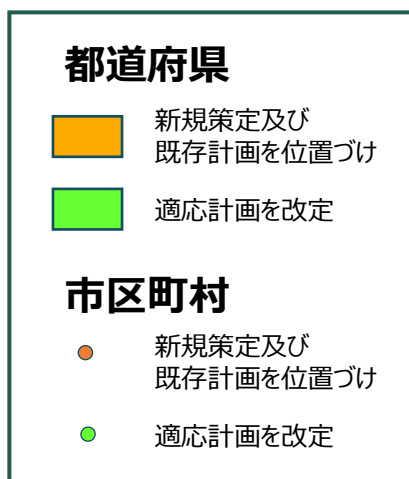 都道府県
新規策定及び
既存計画を位置づけ
適応計画を改定
市区町村
新規策定及び
既存計画を位置づけ
適応計画を改定